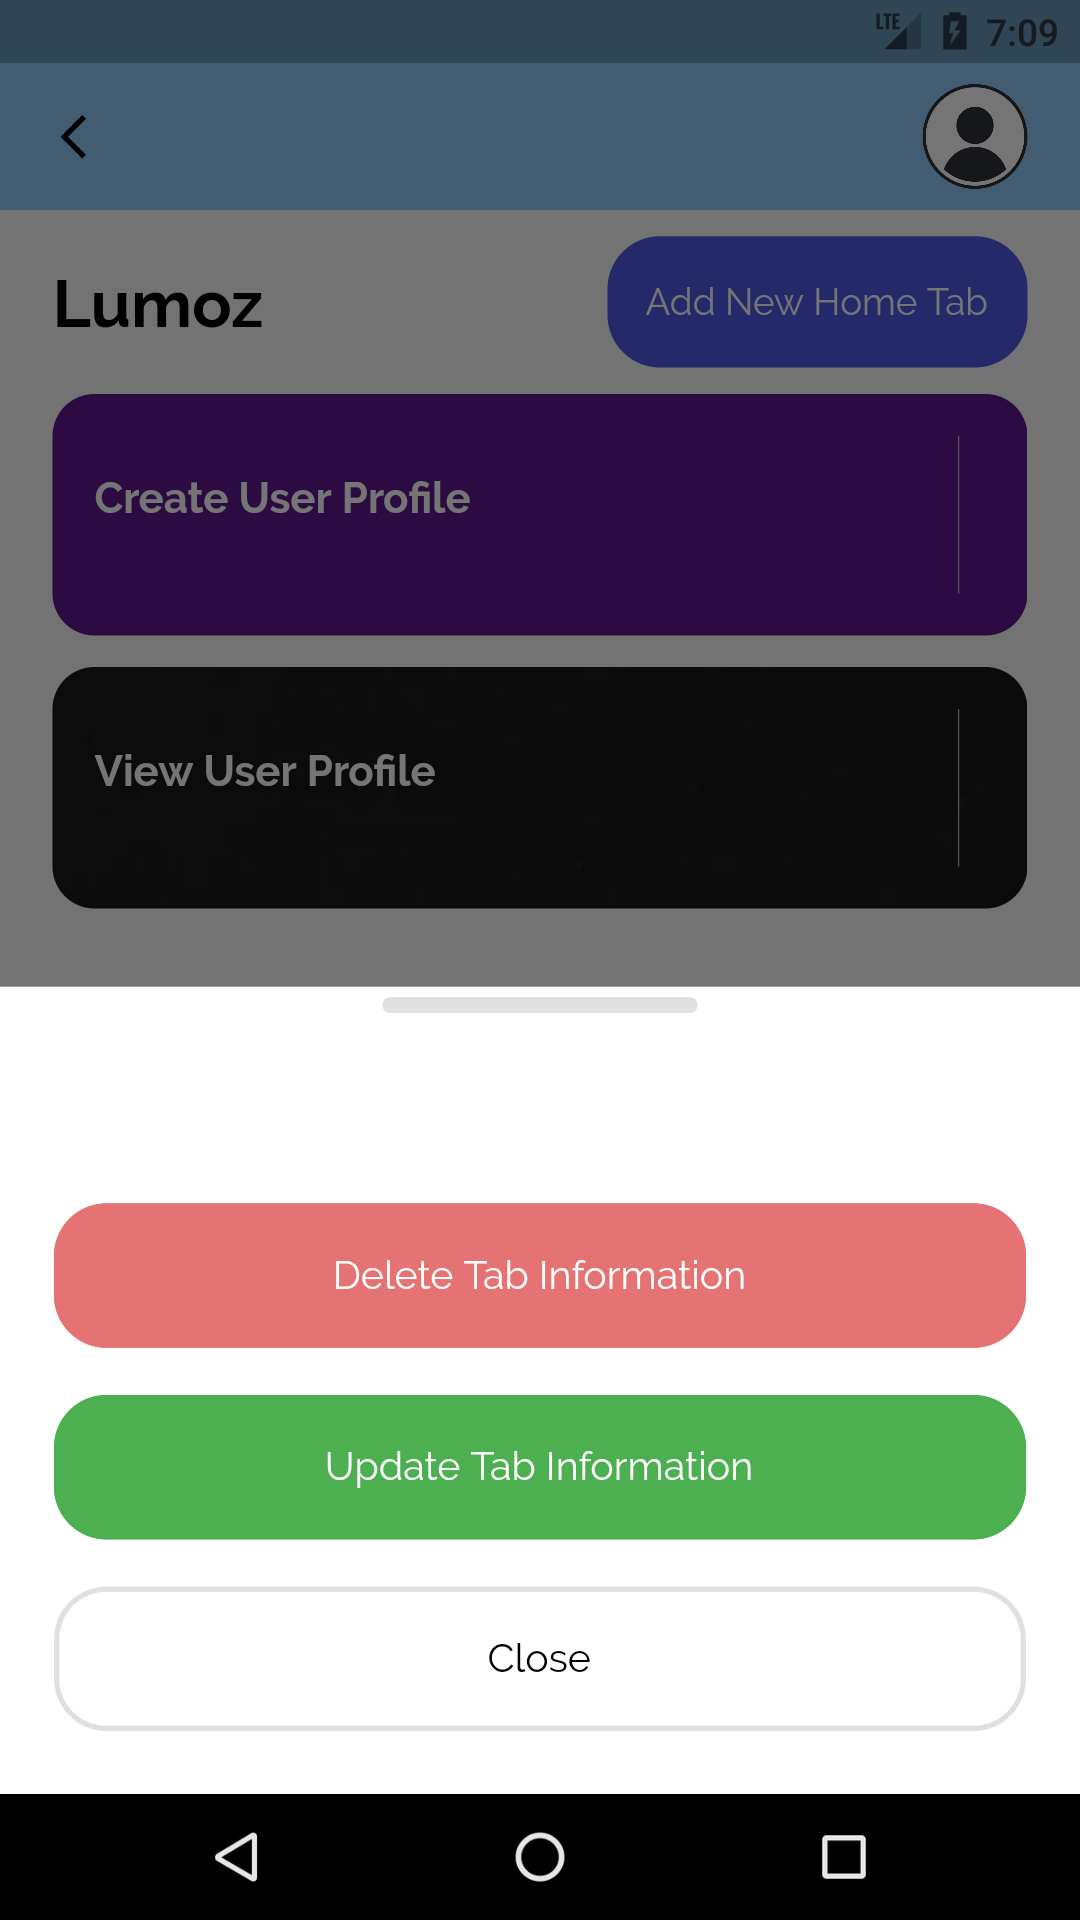 LTE 7:09
Lumoz
Add New Home Tab
Create User Profile
View User Profile
Delete Tab Information
Update Tab Information
Close